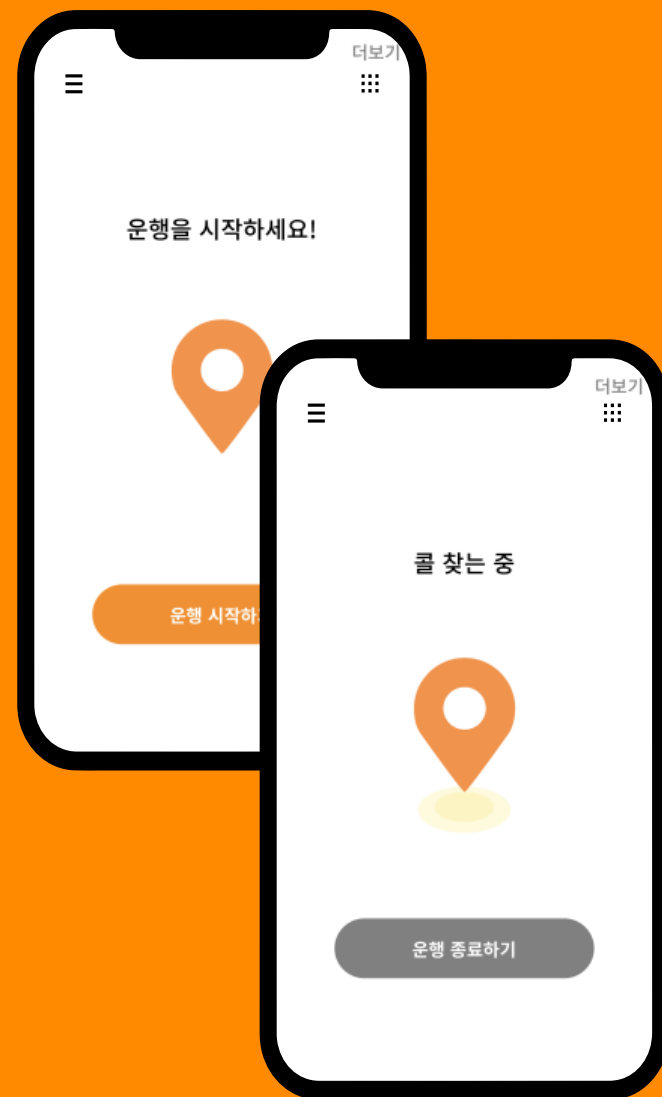 더보기
운행을 시작하세요!
운행 시작하
더보기
콜 찾는 중
운행 종료하기